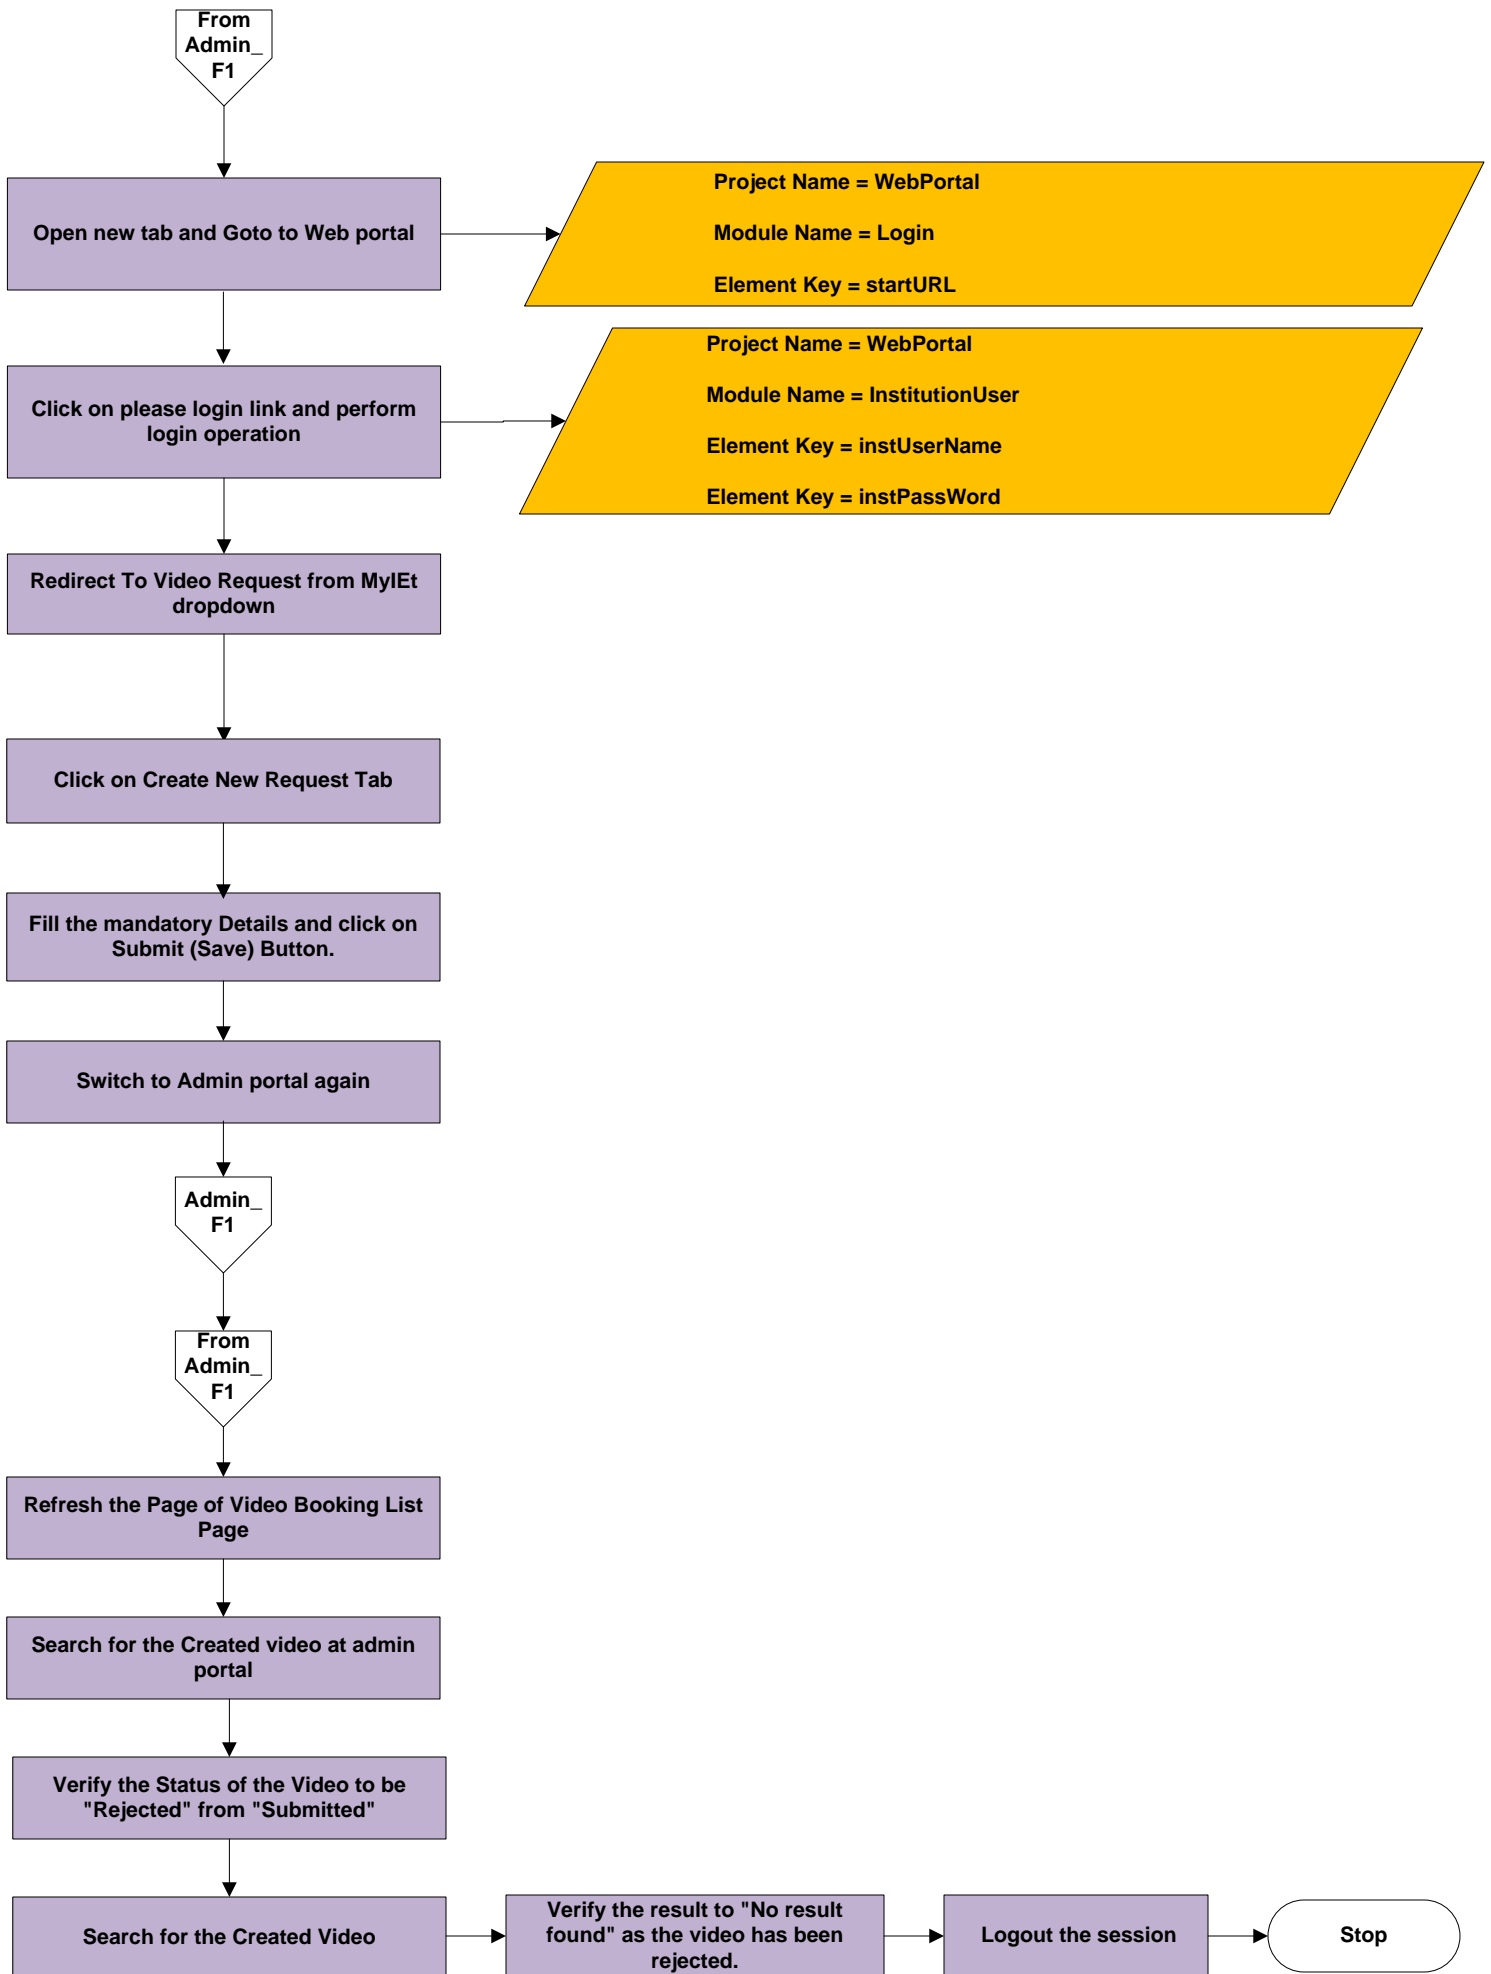 From
Admin_
F1
Open new tab and Goto to Web portal
Project Name = WebPortal
Module Name = Login
Element Key = startURL
Click on please login link and perform
login operation
Project Name = WebPortal
Module Name = InstitutionUser
Element Key = instUserName
Element Key = instPassWord
Redirect To Video Request from MyIEt
dropdown
Click on Create New Request Tab
Fill the mandatory Details and click on
Submit (Save) Button.
Switch to Admin portal again
Admin_
F1
From
Admin_
F1
Refresh the Page of Video Booking List
Page
Search for the Created video at admin
portal
Verify the Status of the Video to be
"Rejected" from "Submitted"
Search for the Created Video
Verify the result to "No result
found" as the video has been
rejected.
Logout the session
Stop